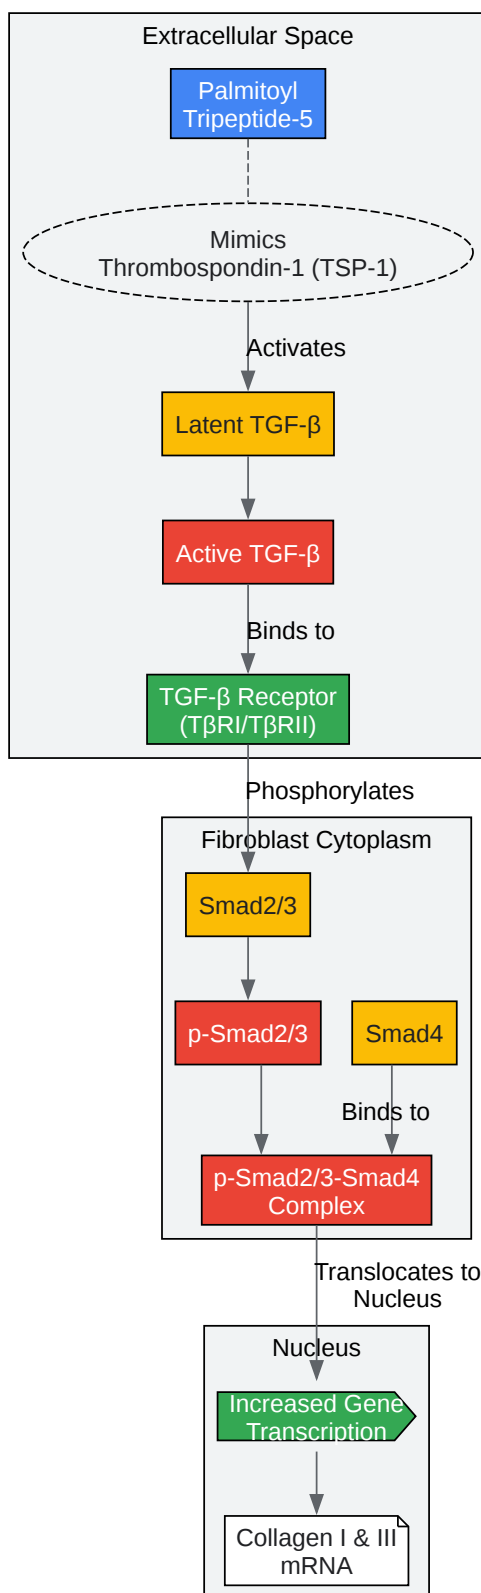 Extracellular Space
Palmitoyl
Tripeptide-5
Mimics
Thrombospondin-1 (TSP-1)
Activates
Latent TGF-β
Active TGF-β
Binds to
TGF-β Receptor
(TβRI/TβRII)
Phosphorylates
Fibroblast Cytoplasm
Smad2/3
p-Smad2/3
Smad4
Binds to
p-Smad2/3-Smad4
Complex
Translocates to
Nucleus
Nucleus
Increased Gene
Transcription
Collagen I & III
mRNA